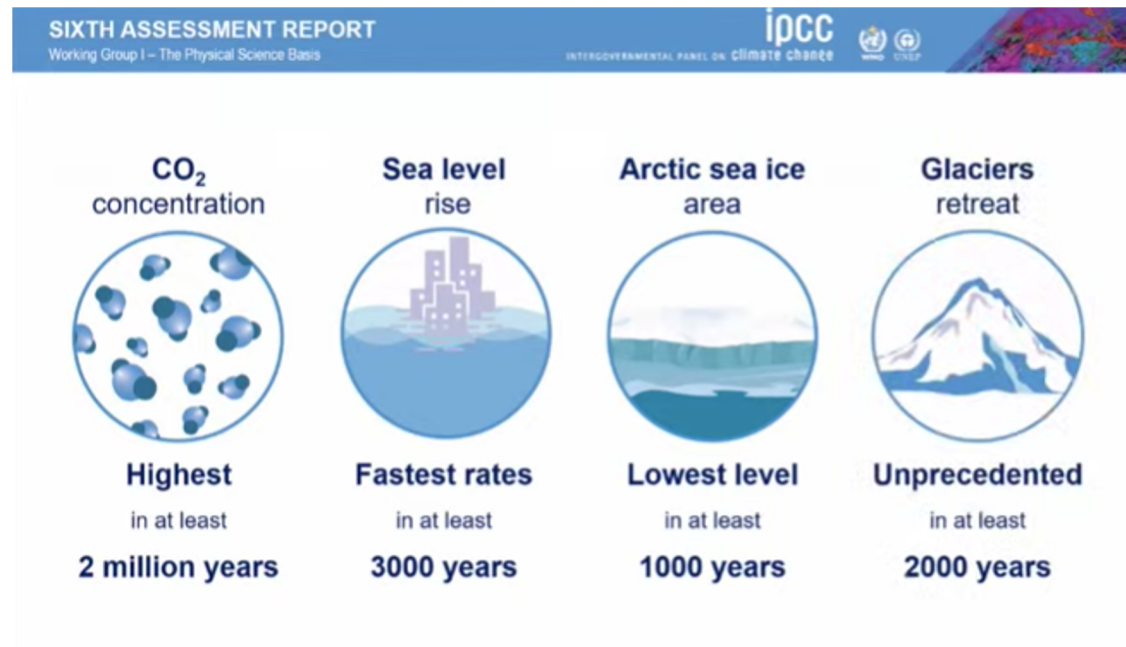 SIXTH ASSESSMENT REPORT
Working Group I – The Physical Science Basis
ipcc
INTERGOVERNMENTAL PANEL ON climate change
WMO
UNEP
CO₂
concentration
Sea level
rise
Arctic sea ice
area
Glaciers
retreat
Highest
in at least
2 million years
Fastest rates
in at least
3000 years
Lowest level
in at least
1000 years
Unprecedented
in at least
2000 years